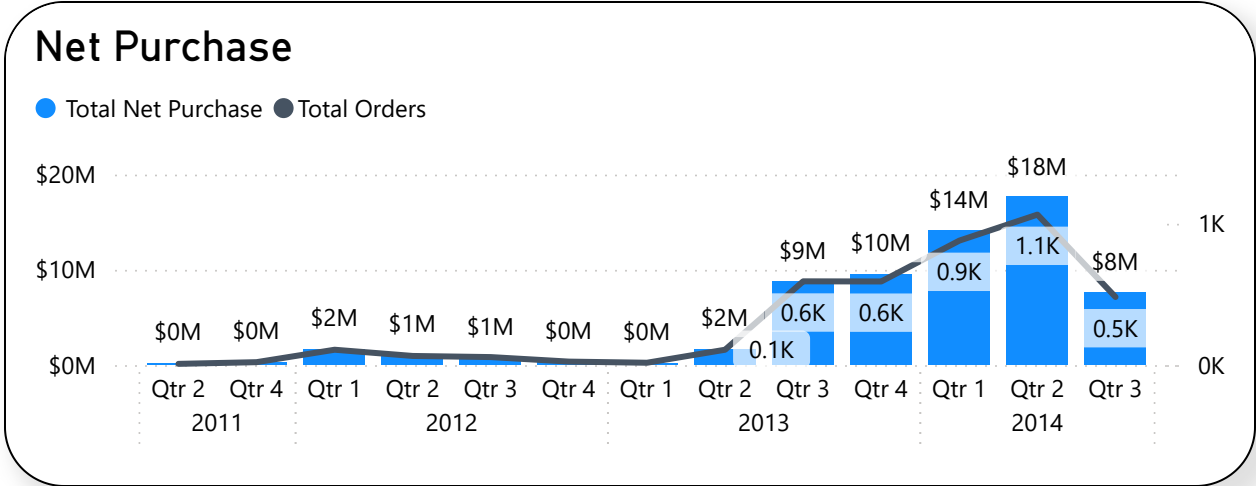 Net Purchase
Total Net Purchase Total Orders
$18M
$20M
$14M
1K
$9M $10M
1.1K
$8M
$10M
0.9K
$2M $1M $1M $0M $0M $2M
$0M $0M
0.6K 0.6K
0.5K
0.1K
$0M
0K
Qtr 2 Qtr 4 Qtr 1 Qtr 2 Qtr 3 Qtr 4 Qtr 1 Qtr 2 Qtr 3 Qtr 4 Qtr 1 Qtr 2 Qtr 3
2011 2012 2013 2014